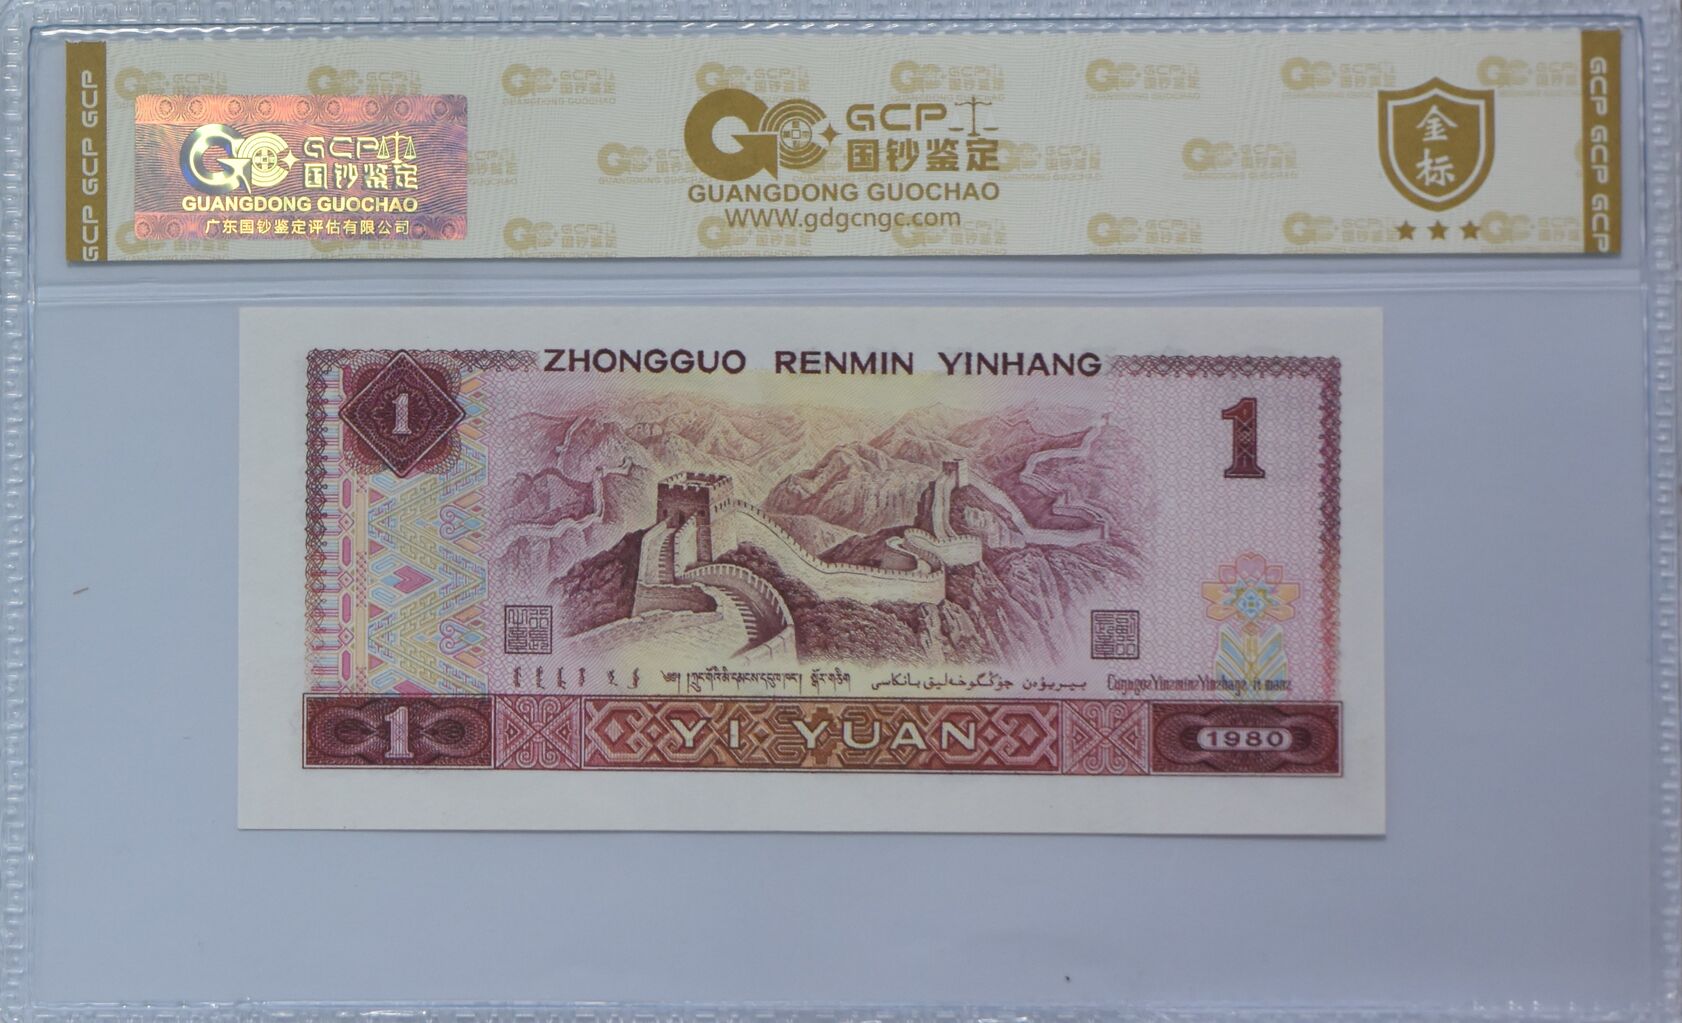 GCP GCP GCP
GCP
国钞鉴定
GUANGDONG GUOCHAO
广东国钞鉴定评估有限公司
GCP
国钞鉴定
GUANGDONG GUOCHAO
WWW.gdgcngc.com
金标
GCP GCP GCP
ZHONGGUO RENMIN YINHANG
1
1
1
YI YUAN
1980